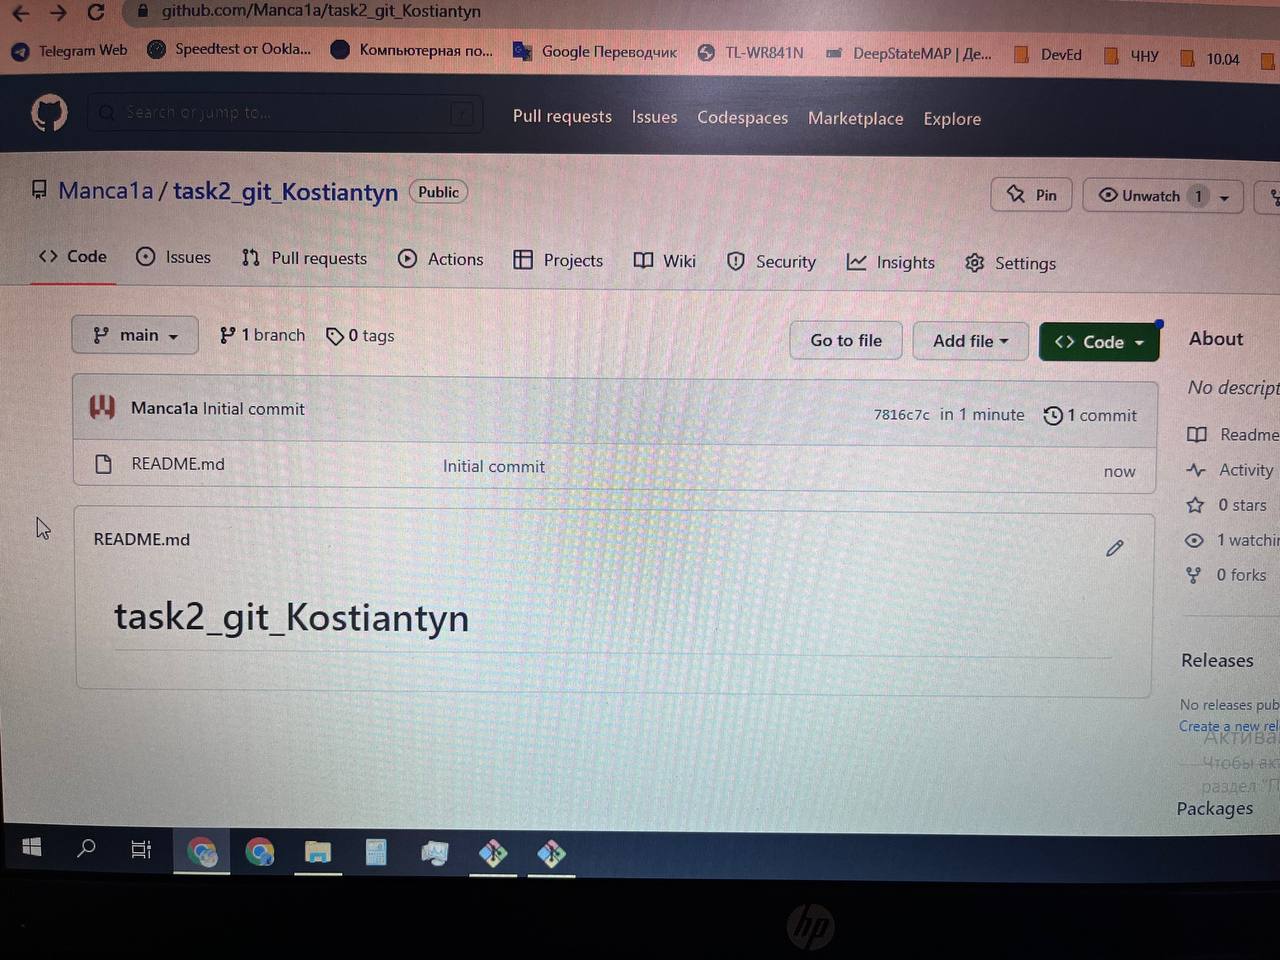 github.com/Manca1a/task2_git_Kostiantyn
Telegram Web Speedtest от Ookla... Компьютерная по... Google Переводчик TL-WR841N DeepStateMAP | Де... DevEd ЧНУ 10.04
Search or jump to... /
Pull requests Issues Codespaces Marketplace Explore
Manca1a / task2_git_Kostiantyn Public
Pin Unwatch 1
Code Issues Pull requests Actions Projects Wiki Security Insights Settings
main 1 branch 0 tags Go to file Add file Code
Manca1a Initial commit 7816c7c in 1 minute 1 commit
README.md Initial commit now
README.md
task2_git_Kostiantyn
About
No descript
Readme
Activity
0 stars
1 watchin
0 forks
Releases
No releases pub
Create a new rel
Актива
Чтобы ак
раздел "П
Packages
hp